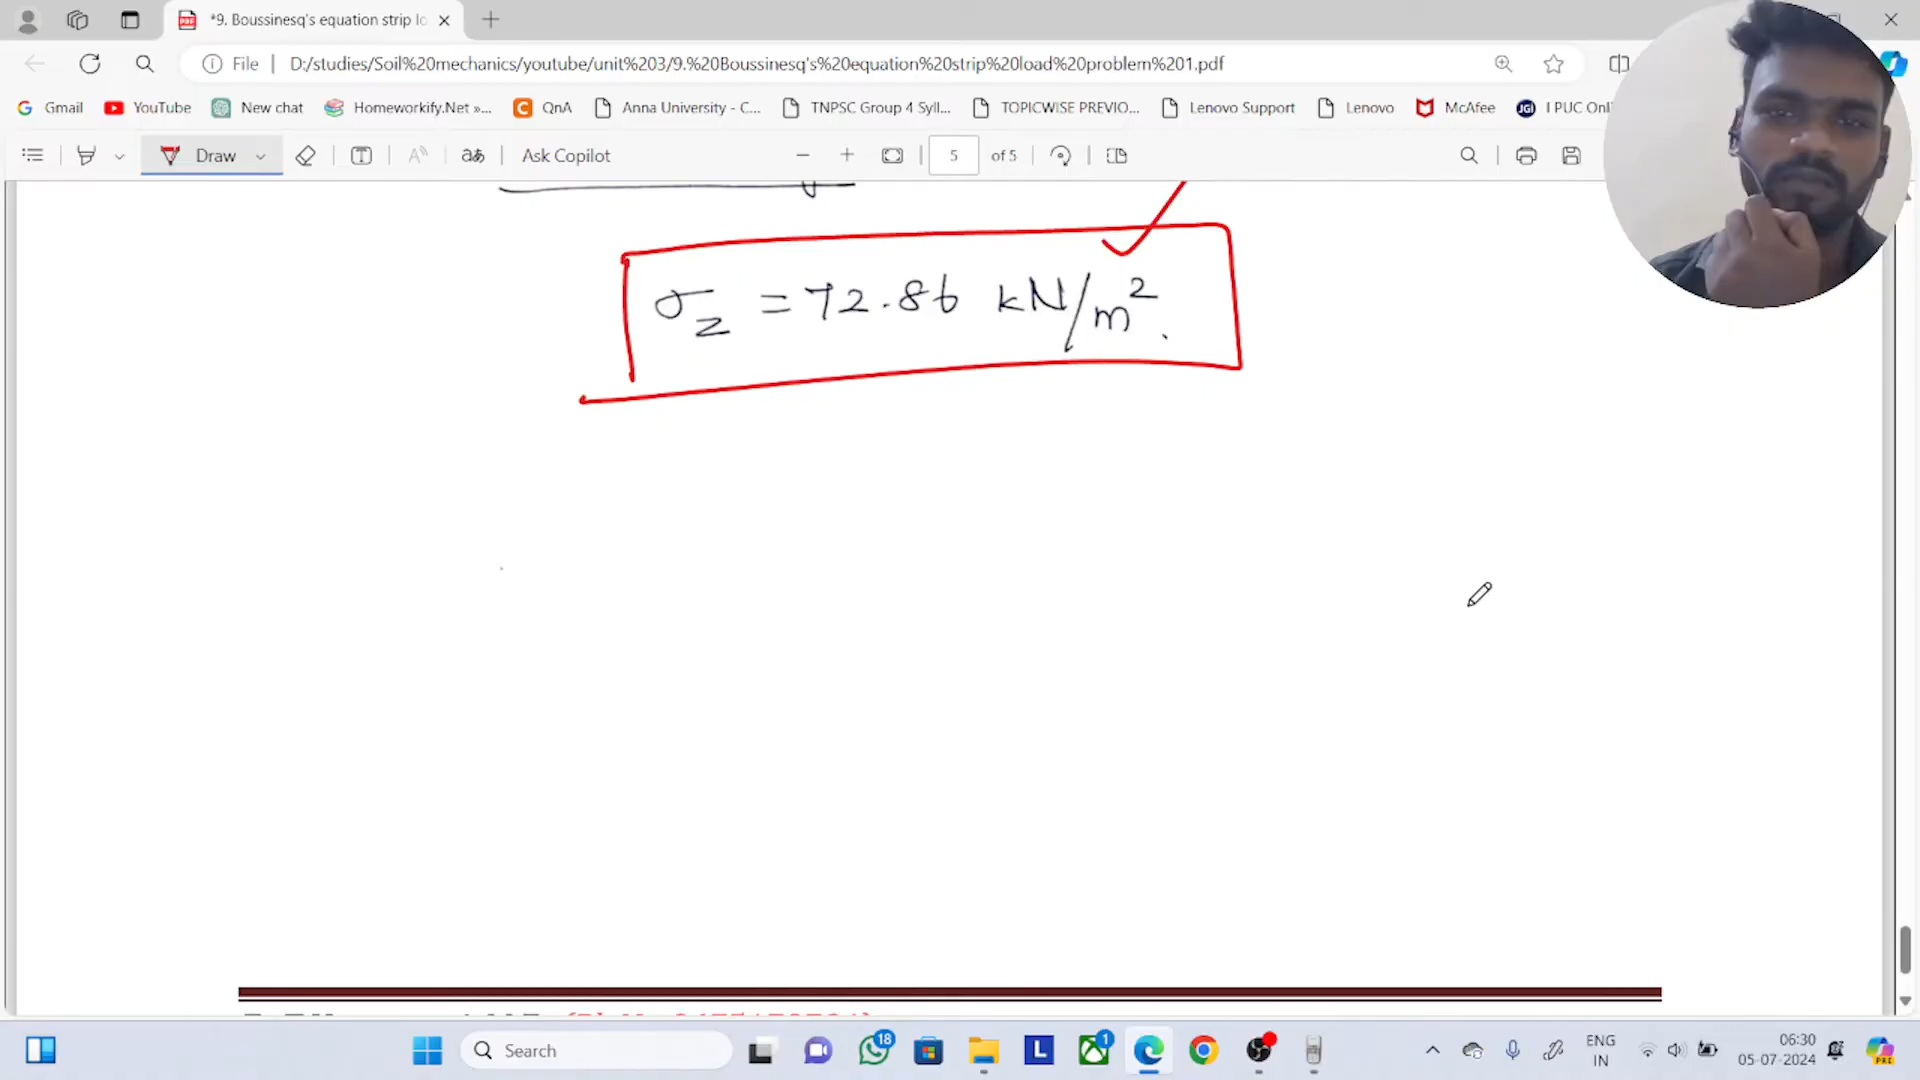 *9. Boussinesq's equation strip lo
File
D:/studies/Soil%20mechanics/youtube/unit%203/9.%20Boussinesq's%20equation%20strip%20load%20problem%201.pdf
Gmail YouTube New chat Homeworkify.Net »... QnA Anna University - C... TNPSC Group 4 Syll... TOPICWISE PREVIO... Lenovo Support Lenovo McAfee I PUC Onl
Draw Ask Copilot 5 of 5
σz = 72.86 kN/m².
Search
18
L
1
ENG
IN
06:30
05-07-2024